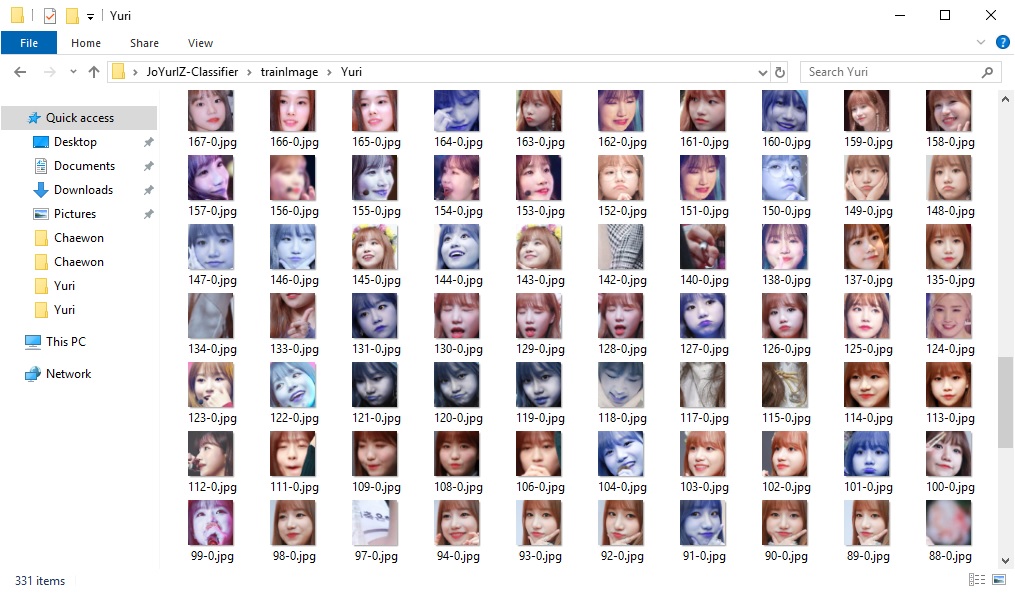 Yuri
File Home Share View
JoYurIZ-Classifier trainImage Yuri
Search Yuri
Quick access
Desktop
Documents
Downloads
Pictures
Chaewon
Chaewon
Yuri
Yuri
This PC
Network
167-0.jpg 166-0.jpg 165-0.jpg 164-0.jpg 163-0.jpg 162-0.jpg 161-0.jpg 160-0.jpg 159-0.jpg 158-0.jpg
157-0.jpg 156-0.jpg 155-0.jpg 154-0.jpg 153-0.jpg 152-0.jpg 151-0.jpg 150-0.jpg 149-0.jpg 148-0.jpg
147-0.jpg 146-0.jpg 145-0.jpg 144-0.jpg 143-0.jpg 142-0.jpg 140-0.jpg 138-0.jpg 137-0.jpg 135-0.jpg
134-0.jpg 133-0.jpg 131-0.jpg 130-0.jpg 129-0.jpg 128-0.jpg 127-0.jpg 126-0.jpg 125-0.jpg 124-0.jpg
123-0.jpg 122-0.jpg 121-0.jpg 120-0.jpg 119-0.jpg 118-0.jpg 117-0.jpg 115-0.jpg 114-0.jpg 113-0.jpg
112-0.jpg 111-0.jpg 109-0.jpg 108-0.jpg 106-0.jpg 104-0.jpg 103-0.jpg 102-0.jpg 101-0.jpg 100-0.jpg
99-0.jpg 98-0.jpg 97-0.jpg 94-0.jpg 93-0.jpg 92-0.jpg 91-0.jpg 90-0.jpg 89-0.jpg 88-0.jpg
331 items